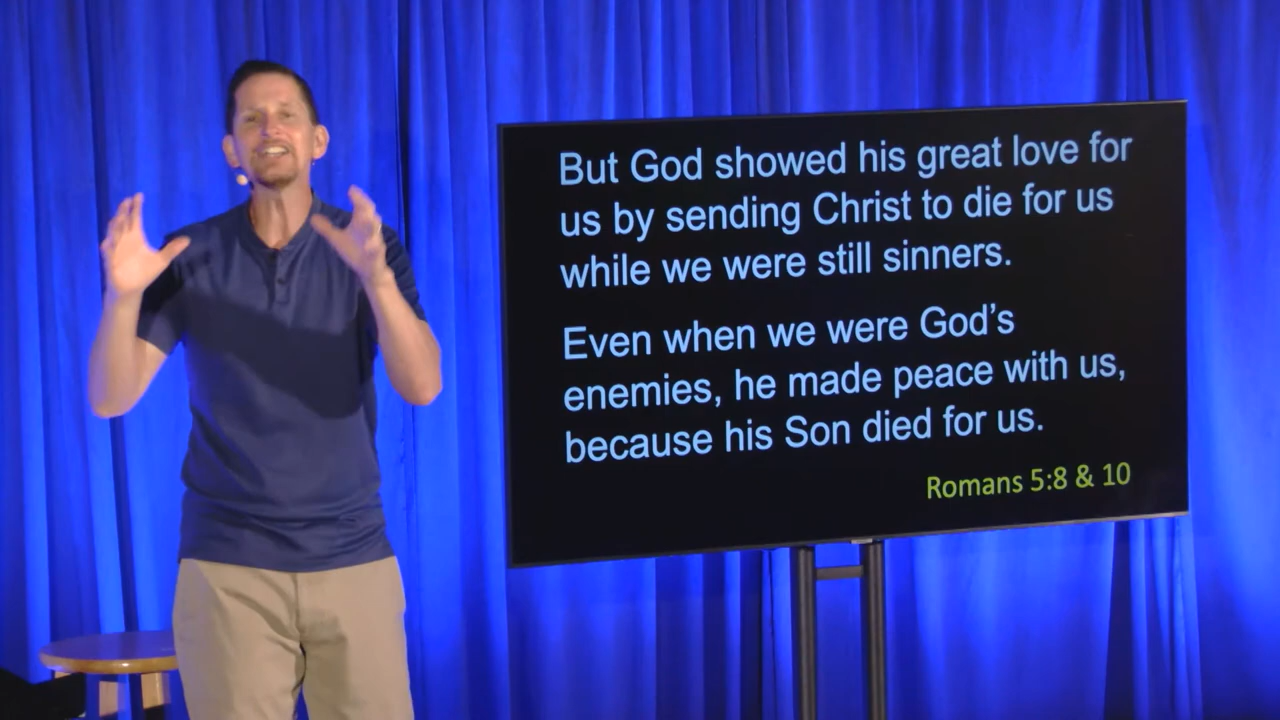 But God showed his great love for
us by sending Christ to die for us
while we were still sinners.
Even when we were God's
enemies, he made peace with us,
because his Son died for us.
Romans 5:8 & 10